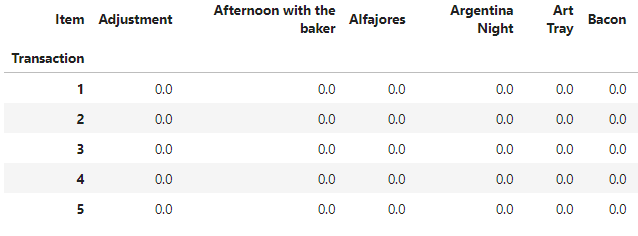 Item Adjustment Afternoon with the baker Alfajores Argentina Night Art Tray Bacon
Transaction
1 0.0 0.0 0.0 0.0 0.0 0.0
2 0.0 0.0 0.0 0.0 0.0 0.0
3 0.0 0.0 0.0 0.0 0.0 0.0
4 0.0 0.0 0.0 0.0 0.0 0.0
5 0.0 0.0 0.0 0.0 0.0 0.0